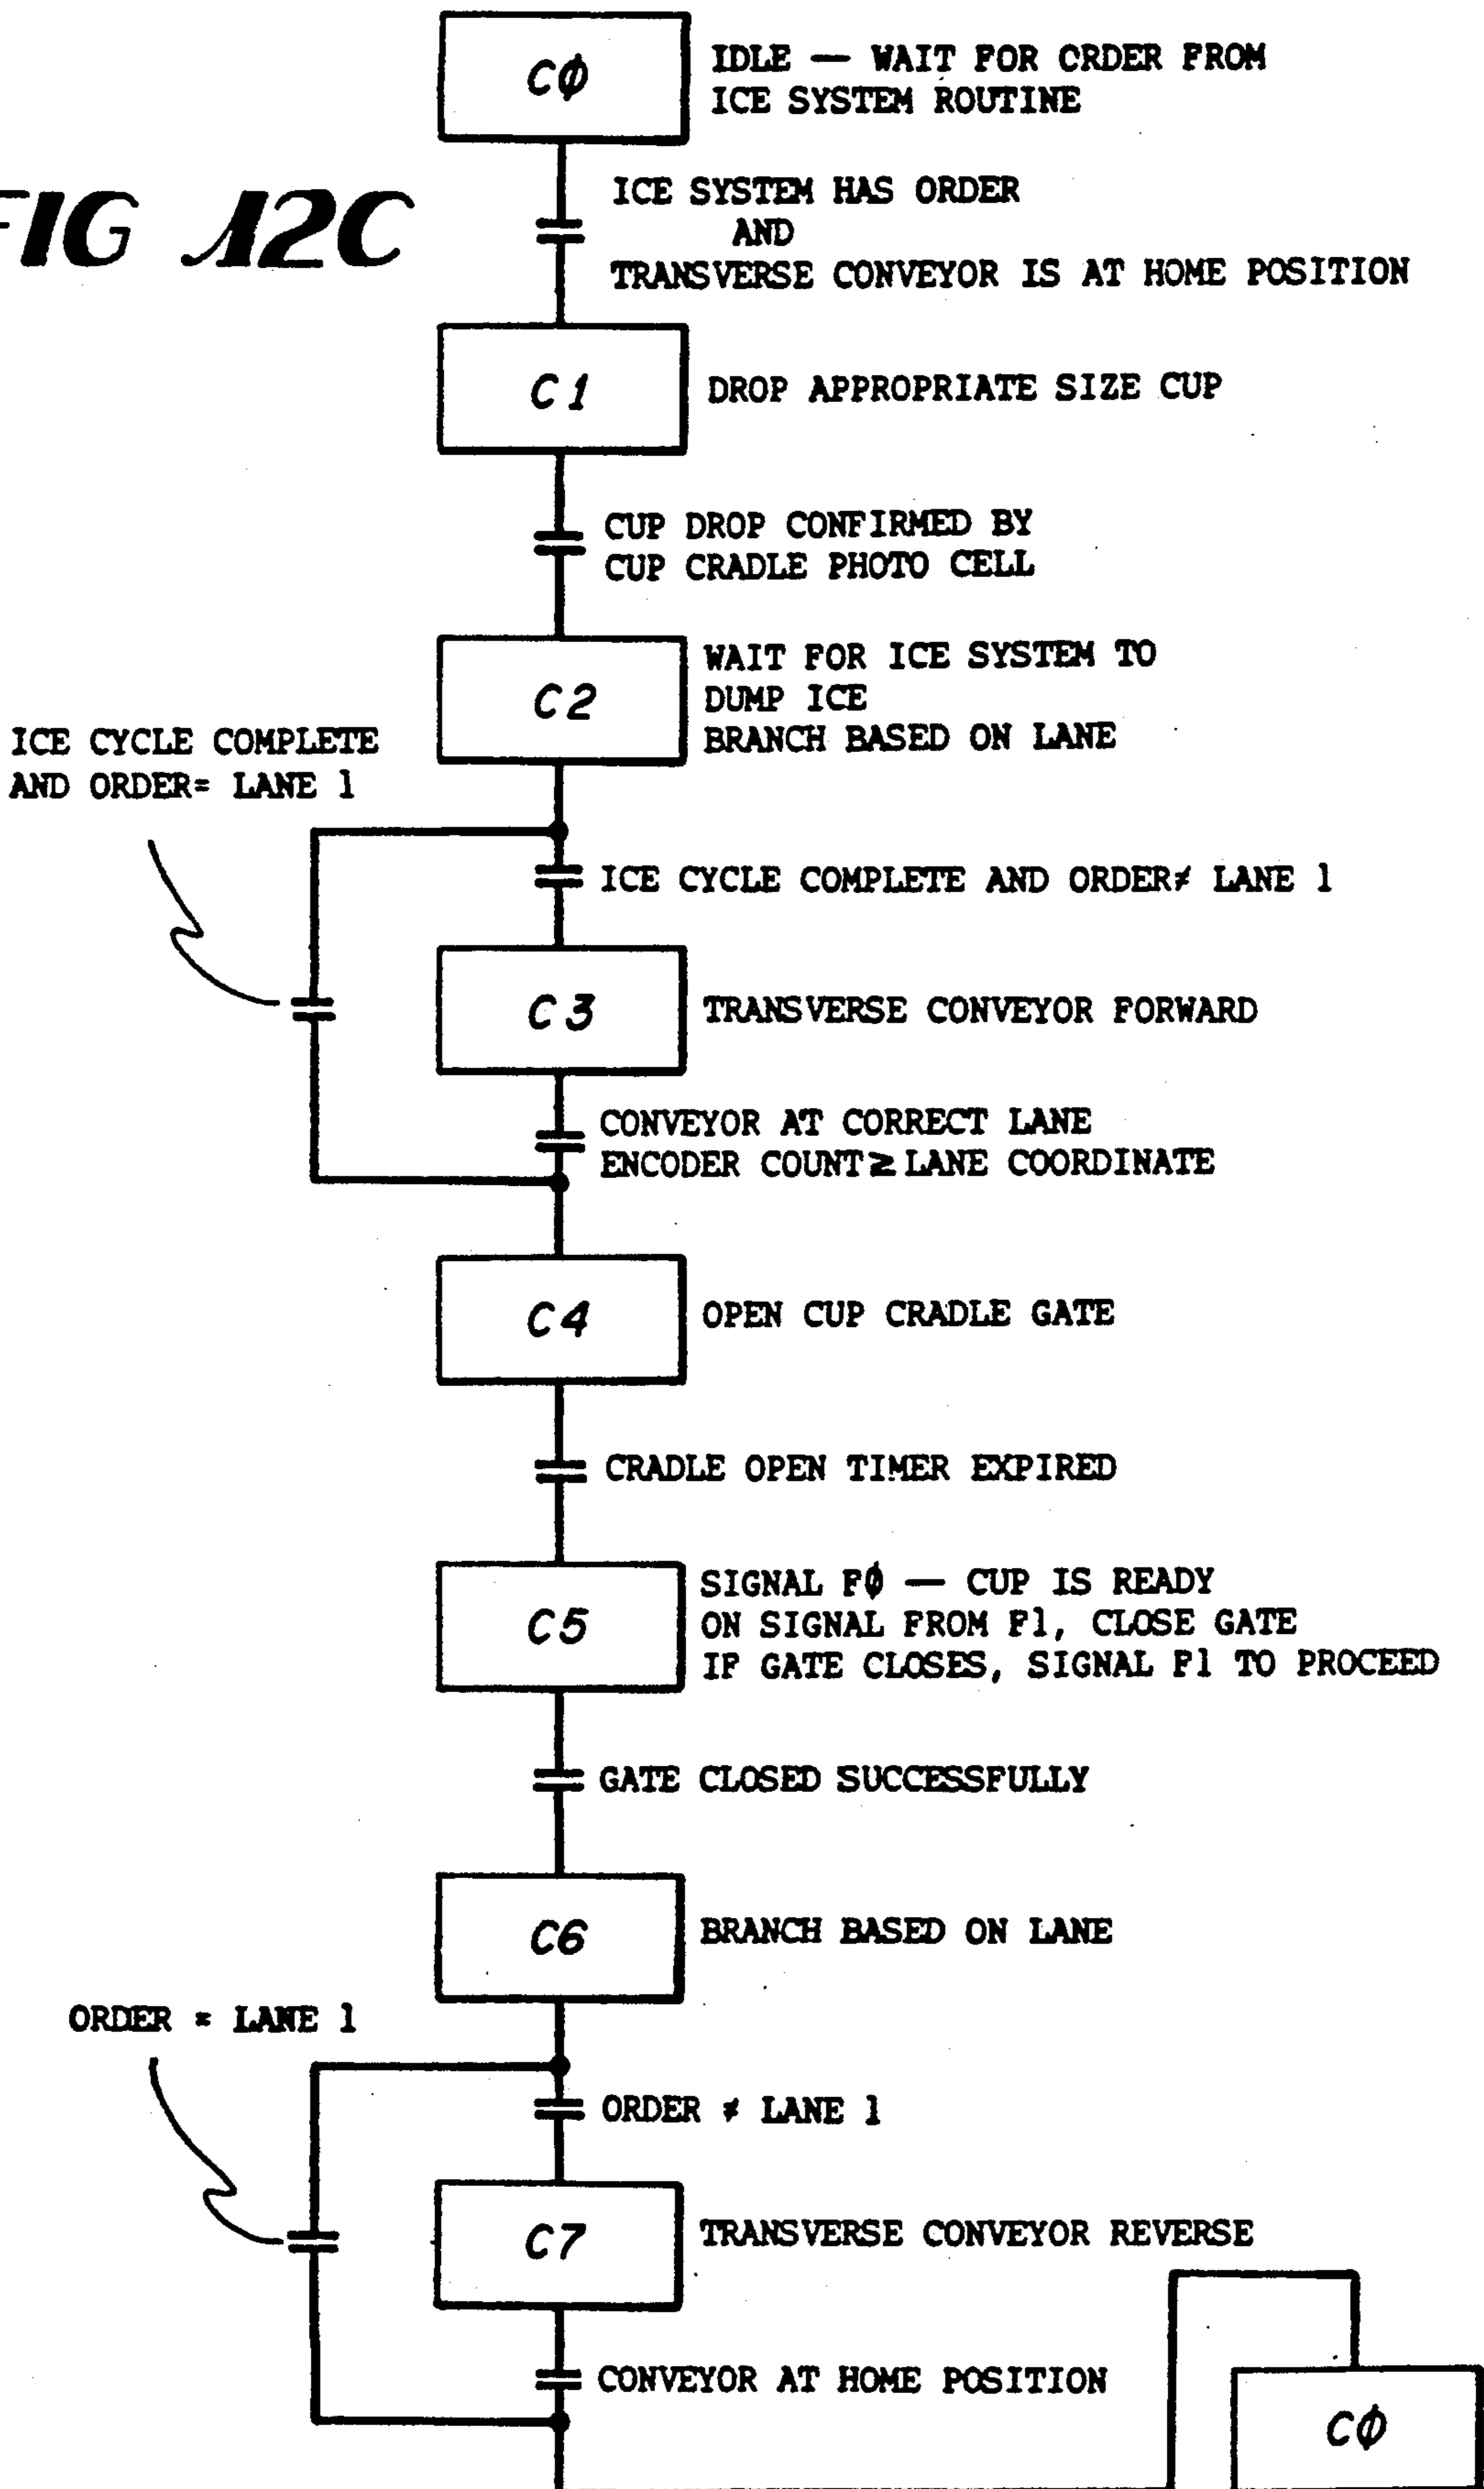 CØ
IDLE — WAIT FOR ORDER FROM
ICE SYSTEM ROUTINE
FIG 12C
ICE SYSTEM HAS ORDER
AND
TRANSVERSE CONVEYOR IS AT HOME POSITION
C1
DROP APPROPRIATE SIZE CUP
CUP DROP CONFIRMED BY
CUP CRADLE PHOTO CELL
C2
WAIT FOR ICE SYSTEM TO
DUMP ICE
BRANCH BASED ON LANE
ICE CYCLE COMPLETE
AND ORDER= LANE 1
ICE CYCLE COMPLETE AND ORDER≠ LANE 1
C3
TRANSVERSE CONVEYOR FORWARD
CONVEYOR AT CORRECT LANE
ENCODER COUNT≥LANE COORDINATE
C4
OPEN CUP CRADLE GATE
CRADLE OPEN TIMER EXPIRED
C5
SIGNAL FØ — CUP IS READY
ON SIGNAL FROM F1, CLOSE GATE
IF GATE CLOSES, SIGNAL F1 TO PROCEED
GATE CLOSED SUCCESSFULLY
C6
BRANCH BASED ON LANE
ORDER = LANE 1
ORDER ≠ LANE 1
C7
TRANSVERSE CONVEYOR REVERSE
CONVEYOR AT HOME POSITION
CØ